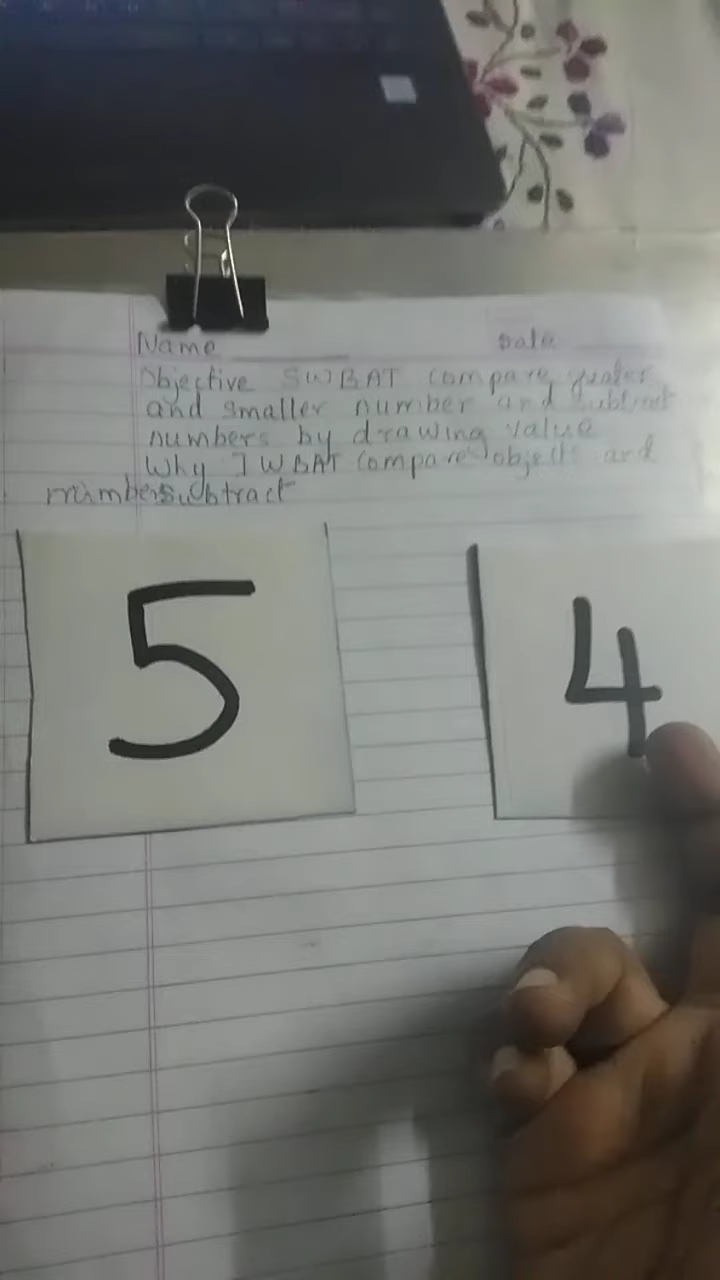 Name Date
Objective SWBAT compare greater
and smaller number and subtract
numbers by drawing value
Why IWBAT compare objects and
numbers subtract
5 4